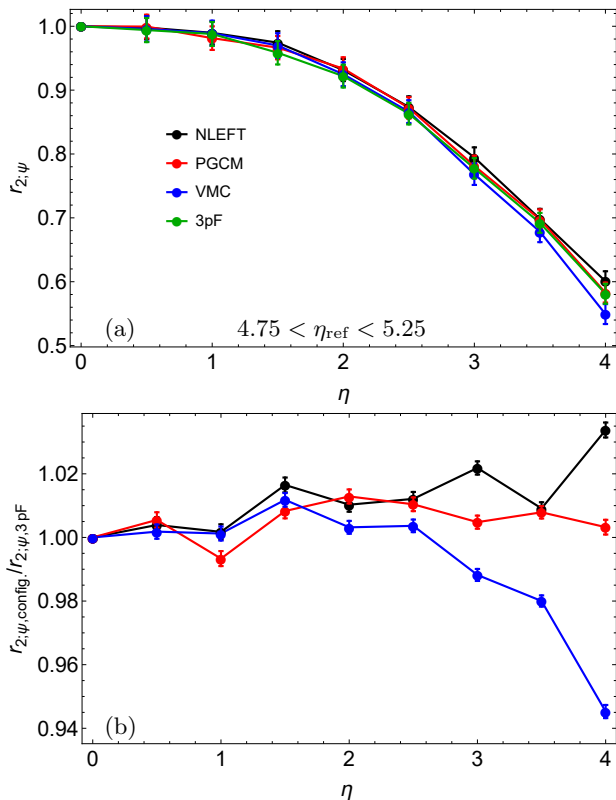 1.0
0.9
0.8
0.7
0.6
0.5
r2;ψ
NLEFT
PGCM
VMC
3pF
(a) 4.75 < ηref < 5.25
0 1 2 3 4
η
1.02
1.00
0.98
0.96
0.94
r2;ψ,config./r2;ψ,3 pF
(b)
0 1 2 3 4
η